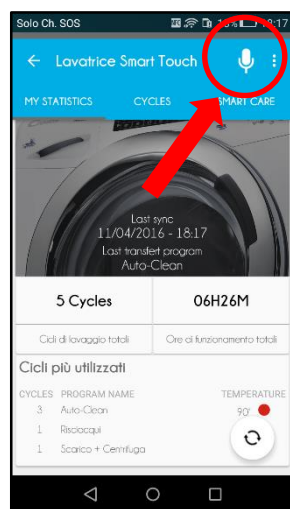 Solo Ch. SOS
Lavatrice Smart Touch
MY STATISTICS CYCLES SMART CARE
Last sync
11/04/2016 - 18:17
Last transfert program
Auto-Clean
5 Cycles 06H26M
Cicli di lavaggio totali Ore di funzionamento totali
Cicli più utilizzati
CYCLES PROGRAM NAME TEMPERATURE
3 Auto-Clean 90°
1 Risciacqui
1 Scarico + Centrifuga